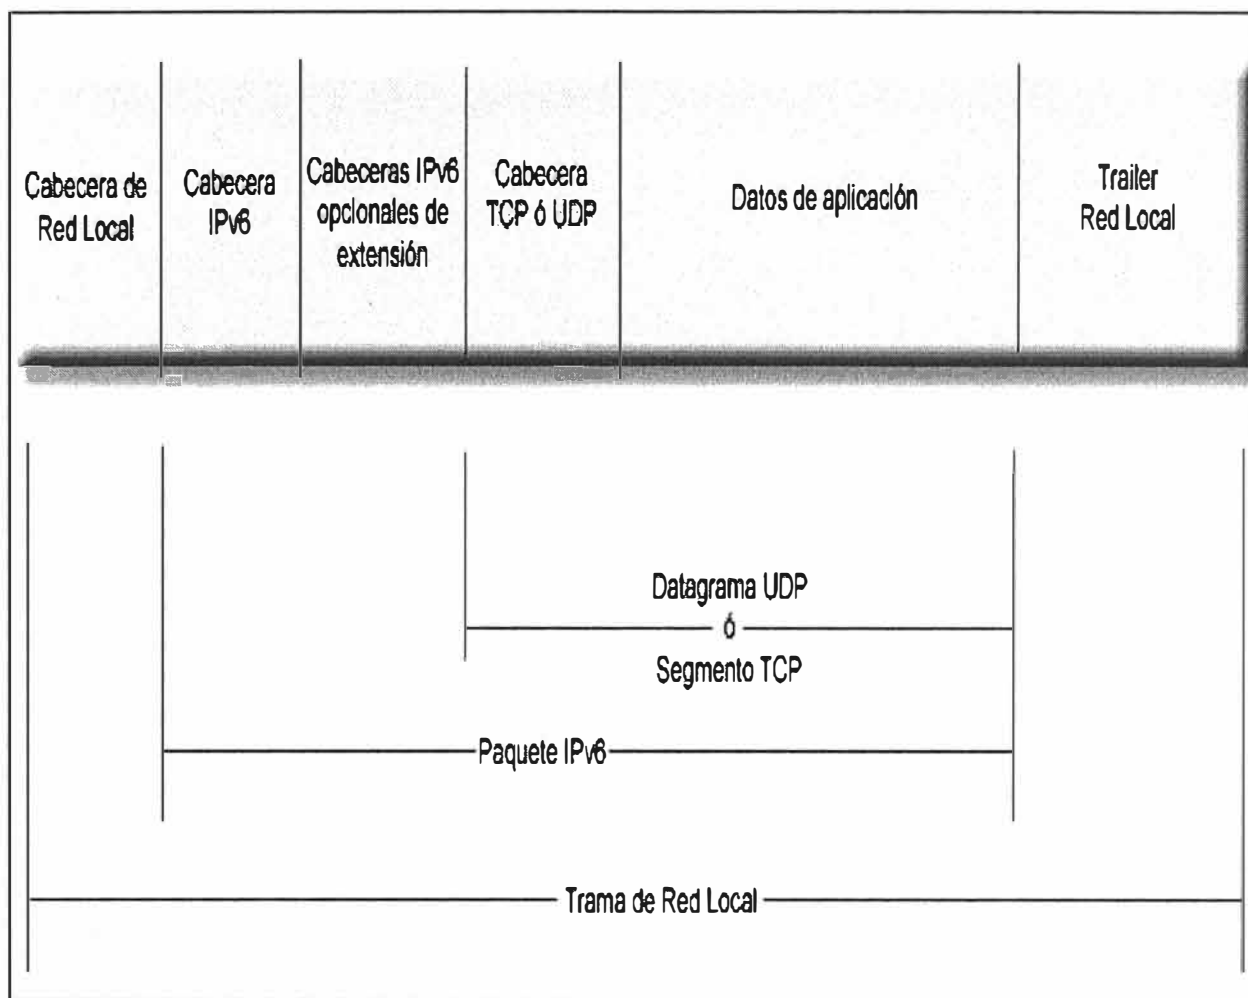 Cabecera de
Red Local
Cabecera
IPv6
Cabeceras IPv6
opcionales de
extensión
Cabecera
TCP ó UDP
Datos de aplicación
Trailer
Red Local
Datagrama UDP
ó
Segmento TCP
Paquete IPv6
Trama de Red Local